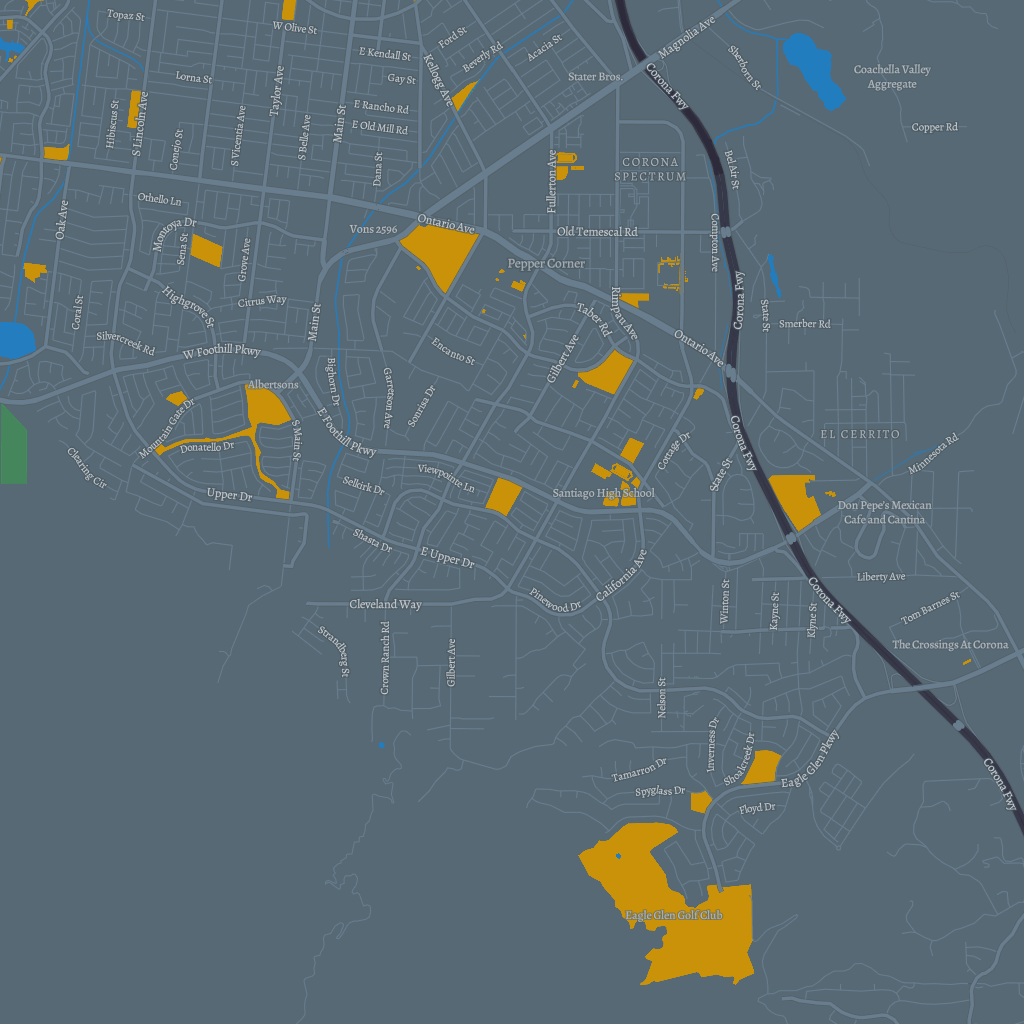 Topaz St
W Olive St
Ford St
Magnolia Ave
E Kendall St
Beverly Rd
Acacia St
Sherborn St
Lorna St
Gay St
Kellogg Ave
Stater Bros.
Corona Fwy
Coachella Valley
Aggregate
Taylor Ave
Hibiscus St
S Lincoln Ave
E Rancho Rd
Main St
E Old Mill Rd
Copper Rd
S Vicentia Ave
S Belle Ave
Conejo St
Dana St
CORONA
SPECTRUM
Bel Air St
Fullerton Ave
Othello Ln
Oak Ave
Montoya Dr
Vons 2596
Ontario Ave
Old Temescal Rd
Compton Ave
Sena St
Grove Ave
Pepper Corner
Highgrove St
Citrus Way
Coral St
Main St
Rimpau Ave
Taber Rd
Corona Fwy
State St
Smerber Rd
Silvercreek Rd
W Foothill Pkwy
Encanto St
Gilbert Ave
Ontario Ave
Albertsons
Bighorn Dr
Garretson Ave
Sonrisa Dr
Mountain Gate Dr
S Main St
E Foothill Pkwy
Donatello Dr
Corona Fwy
EL CERRITO
Minnesota Rd
Clearing Cir
Cottage Dr
State St
Viewpointe Ln
Selkirk Dr
Santiago High School
Upper Dr
Don Pepe's Mexican
Cafe and Cantina
Shasta Dr
E Upper Dr
California Ave
Pinewood Dr
Cleveland Way
Winton St
Kayne St
Klyne St
Corona Fwy
Liberty Ave
Tom Barnes St
Strandberg St
Crown Ranch Rd
Gilbert Ave
The Crossings At Corona
Nelson St
Inverness Dr
Shoalcreek Dr
Eagle Glen Pkwy
Tamarron Dr
Spyglass Dr
Floyd Dr
Corona Fwy
Eagle Glen Golf Club